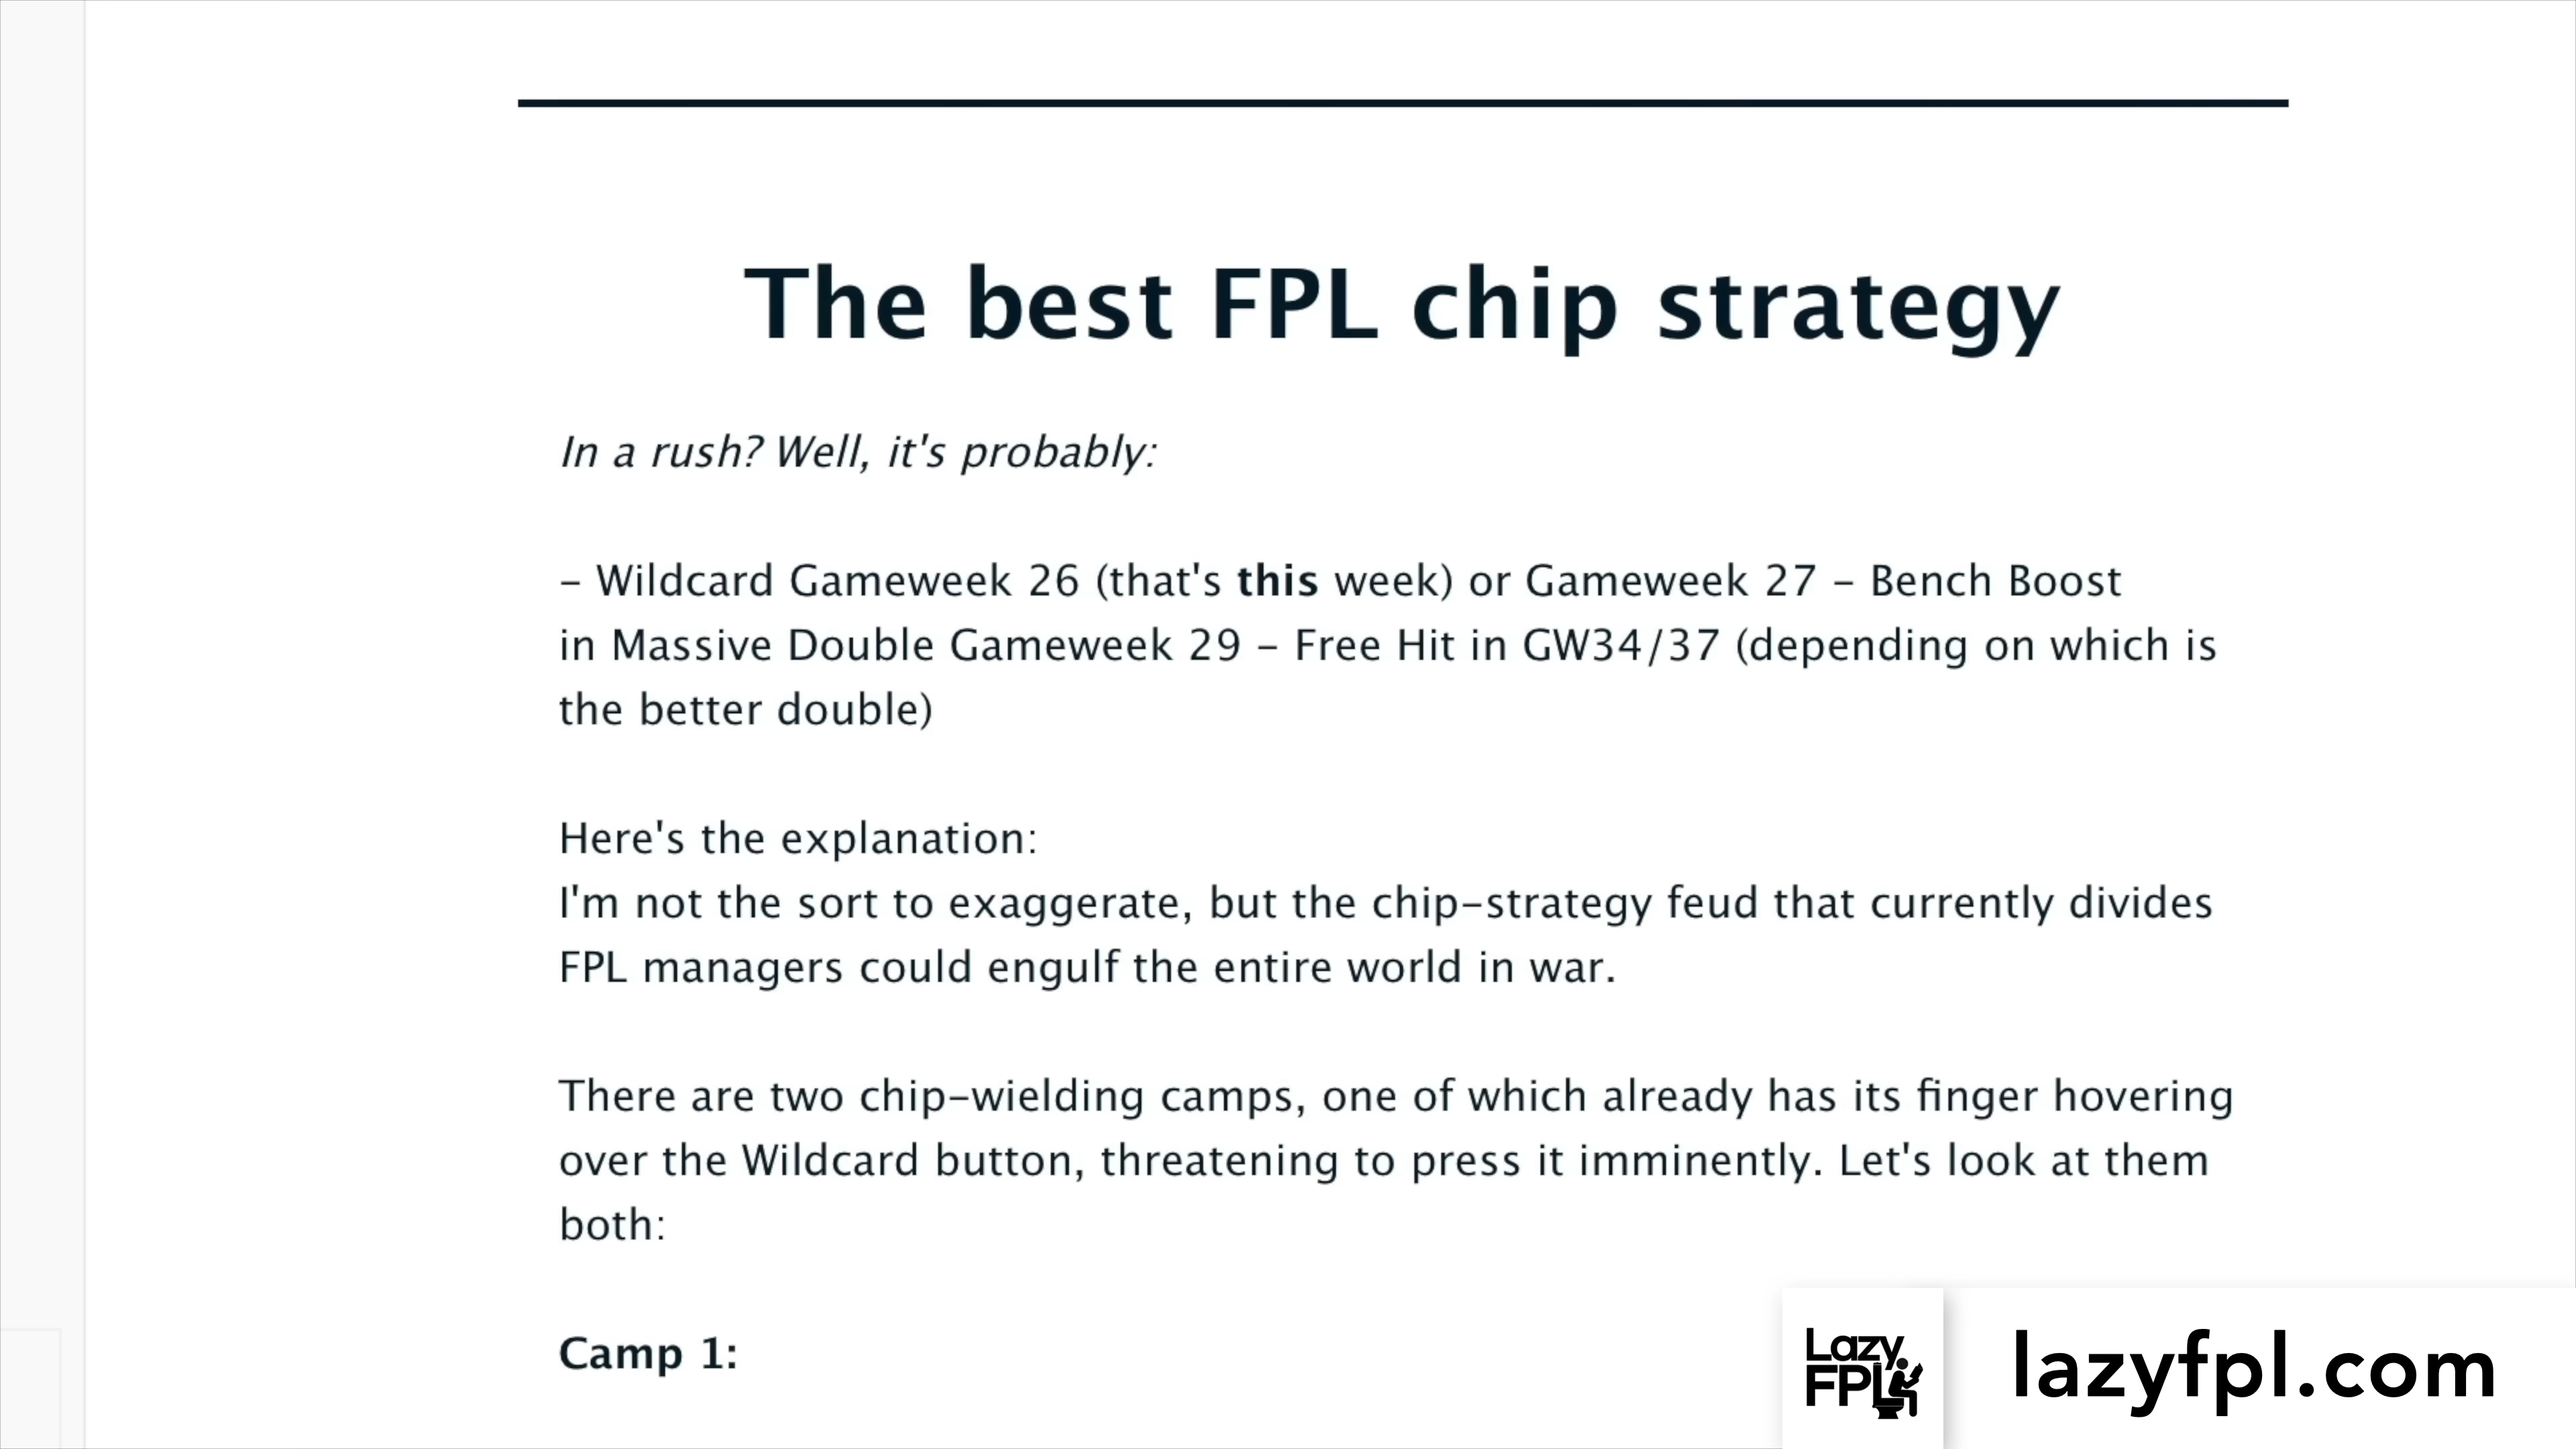 The best FPL chip strategy
In a rush? Well, it's probably:
– Wildcard Gameweek 26 (that's this week) or Gameweek 27 – Bench Boost
in Massive Double Gameweek 29 – Free Hit in GW34/37 (depending on which is
the better double)
Here's the explanation:
I'm not the sort to exaggerate, but the chip–strategy feud that currently divides
FPL managers could engulf the entire world in war.
There are two chip–wielding camps, one of which already has its finger hovering
over the Wildcard button, threatening to press it imminently. Let's look at them
both:
Camp 1:
Lazy
FPL
lazyfpl.com